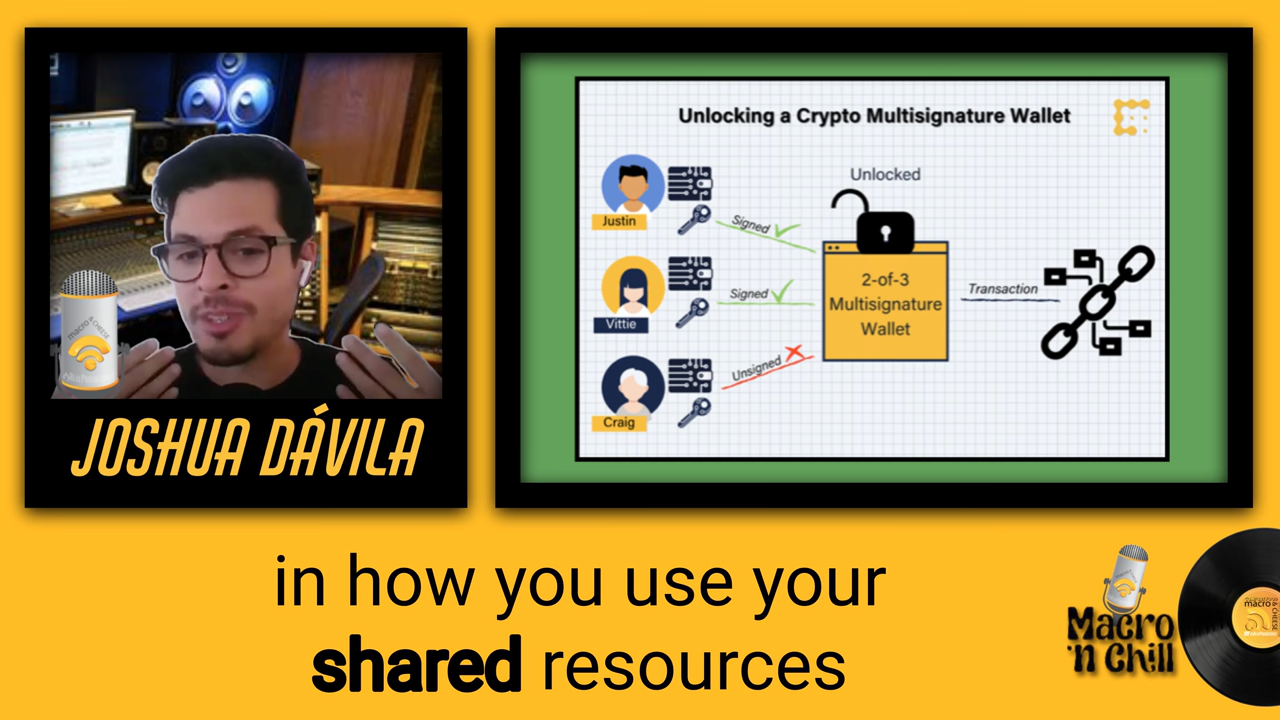 JOSHUA DÁVILA
Unlocking a Crypto Multisignature Wallet
Justin
Signed
Unlocked
Vittie
Signed
2-of-3
Multisignature
Wallet
Transaction
Craig
Unsigned
in how you use your
shared resources
Macro
'N Chill
macro